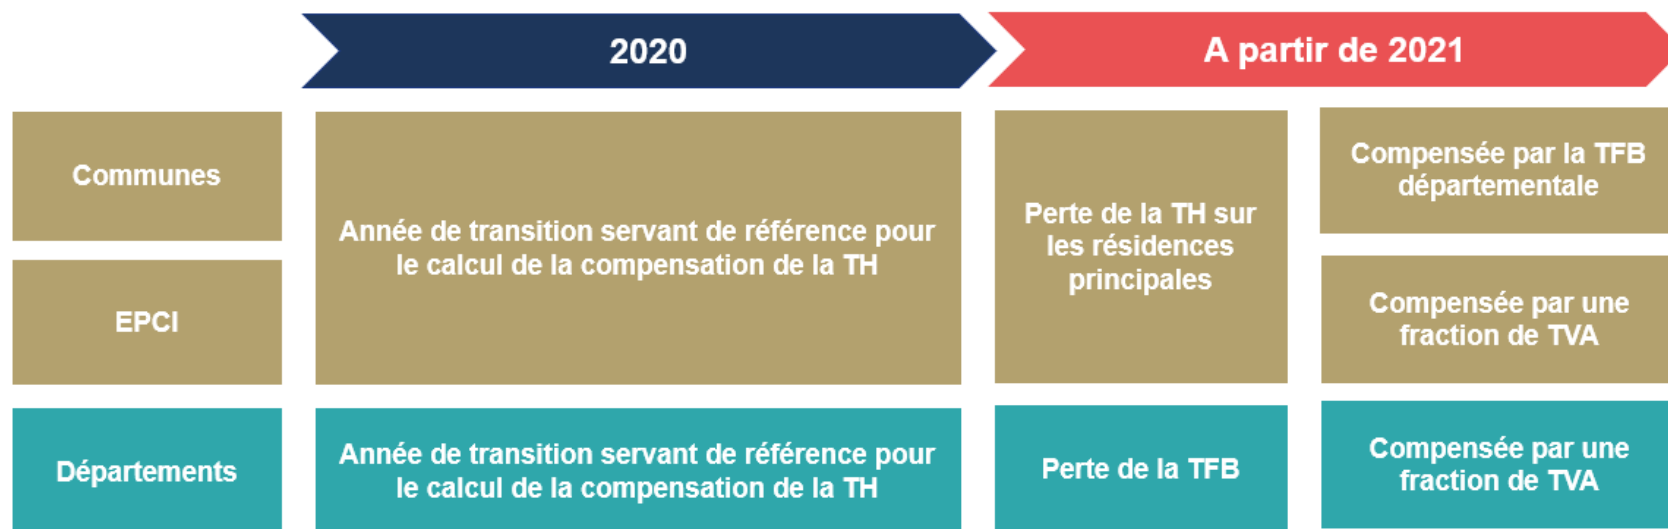 2020
A partir de 2021
Communes
Année de transition servant de référence pour
le calcul de la compensation de la TH
Perte de la TH sur
les résidences
principales
Compensée par la TFB
départementale
EPCI
Compensée par une
fraction de TVA
Départements
Année de transition servant de référence pour
le calcul de la compensation de la TH
Perte de la TFB
Compensée par une
fraction de TVA